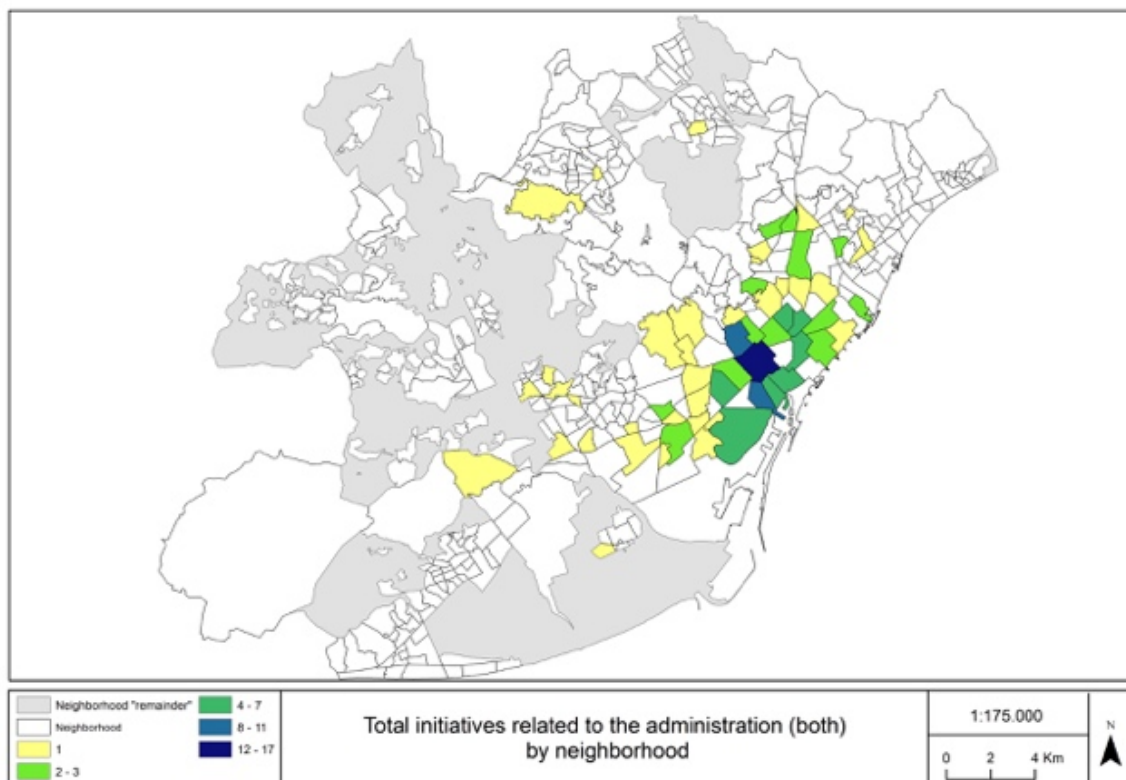 Neighborhood "remainder"
Neighborhood
1
2 - 3
4 - 7
8 - 11
12 - 17
Total initiatives related to the administration (both)
by neighborhood
1:175.000
0 2 4 Km
N